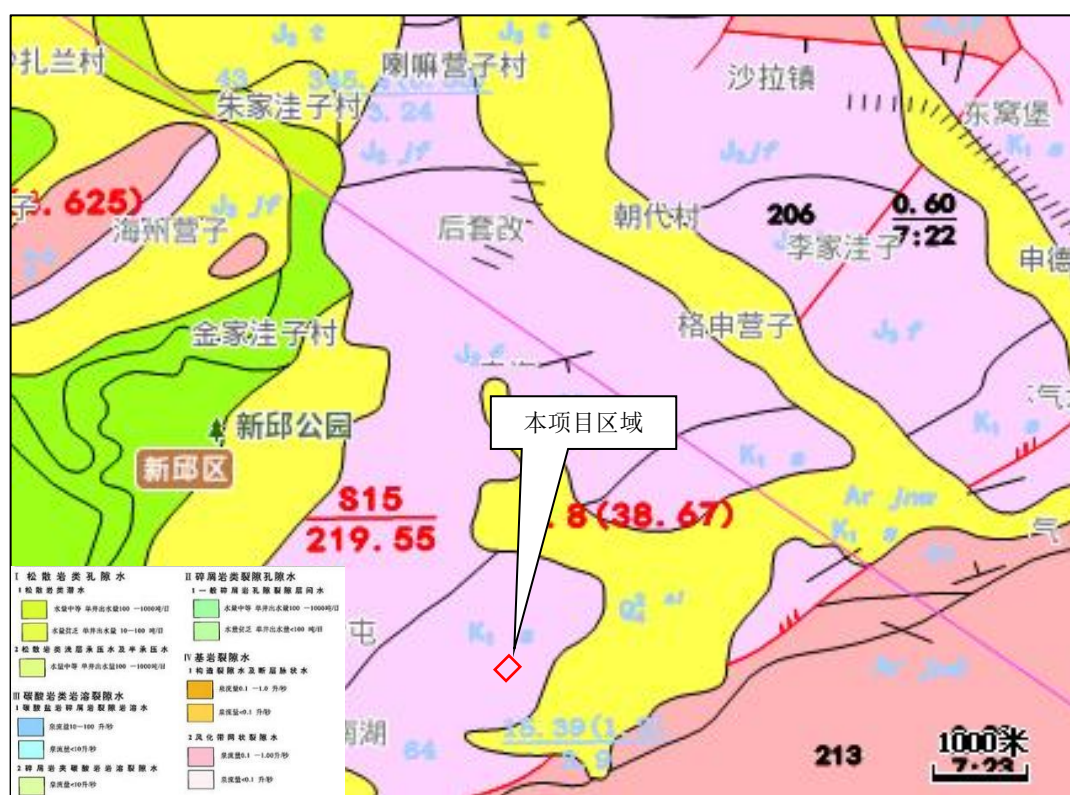 J₃ t
J₃ t
扎兰村
喇嘛营子村
沙拉镇
43
朱家洼子村
3.24
东窝堡
K₁ s
J₂ jf
J₃ jf
.625)
子
海州营子
后套改
朝代村
206
0.60
7:22
李家洼子
申德
金家洼子村
格申营子
J₃ f
新邱公园
本项目区域
新邱区
K₁ s
K₁ s
Ar jnw
K₁ s
S15
219.55
.8(38.67)
气
屯
K₁ s
南湖
64
213
1000米
7:23
I 松散岩类孔隙水
1 松散岩类潜水
水量中等 单井出水量100 —1000吨/日
水量贫乏 单井出水量 10—100 吨/日
2 松散岩类浅层承压水及半承压水
水量中等 单井出水量100 —1000吨/日
III 碳酸岩类岩溶裂隙水
1 碳酸盐岩碎屑岩裂隙岩溶水
泉流量10—100 升/秒
泉流量<10升/秒
2 碎屑岩夹碳酸岩岩溶裂隙水
泉流量<10升/秒
II 碎屑岩类裂隙孔隙水
1 一般碎屑岩孔隙裂隙层间水
水量中等 单井出水量100 —1000吨/日
水量贫乏 单井出水量<100 吨/日
IV 基岩裂隙水
1 构造裂隙水及断层脉状水
泉流量0.1 —1.0 升/秒
泉流量<0.1 升/秒
2 风化带网状裂隙水
泉流量0.1 —1.00升/秒
泉流量<0.1 升/秒